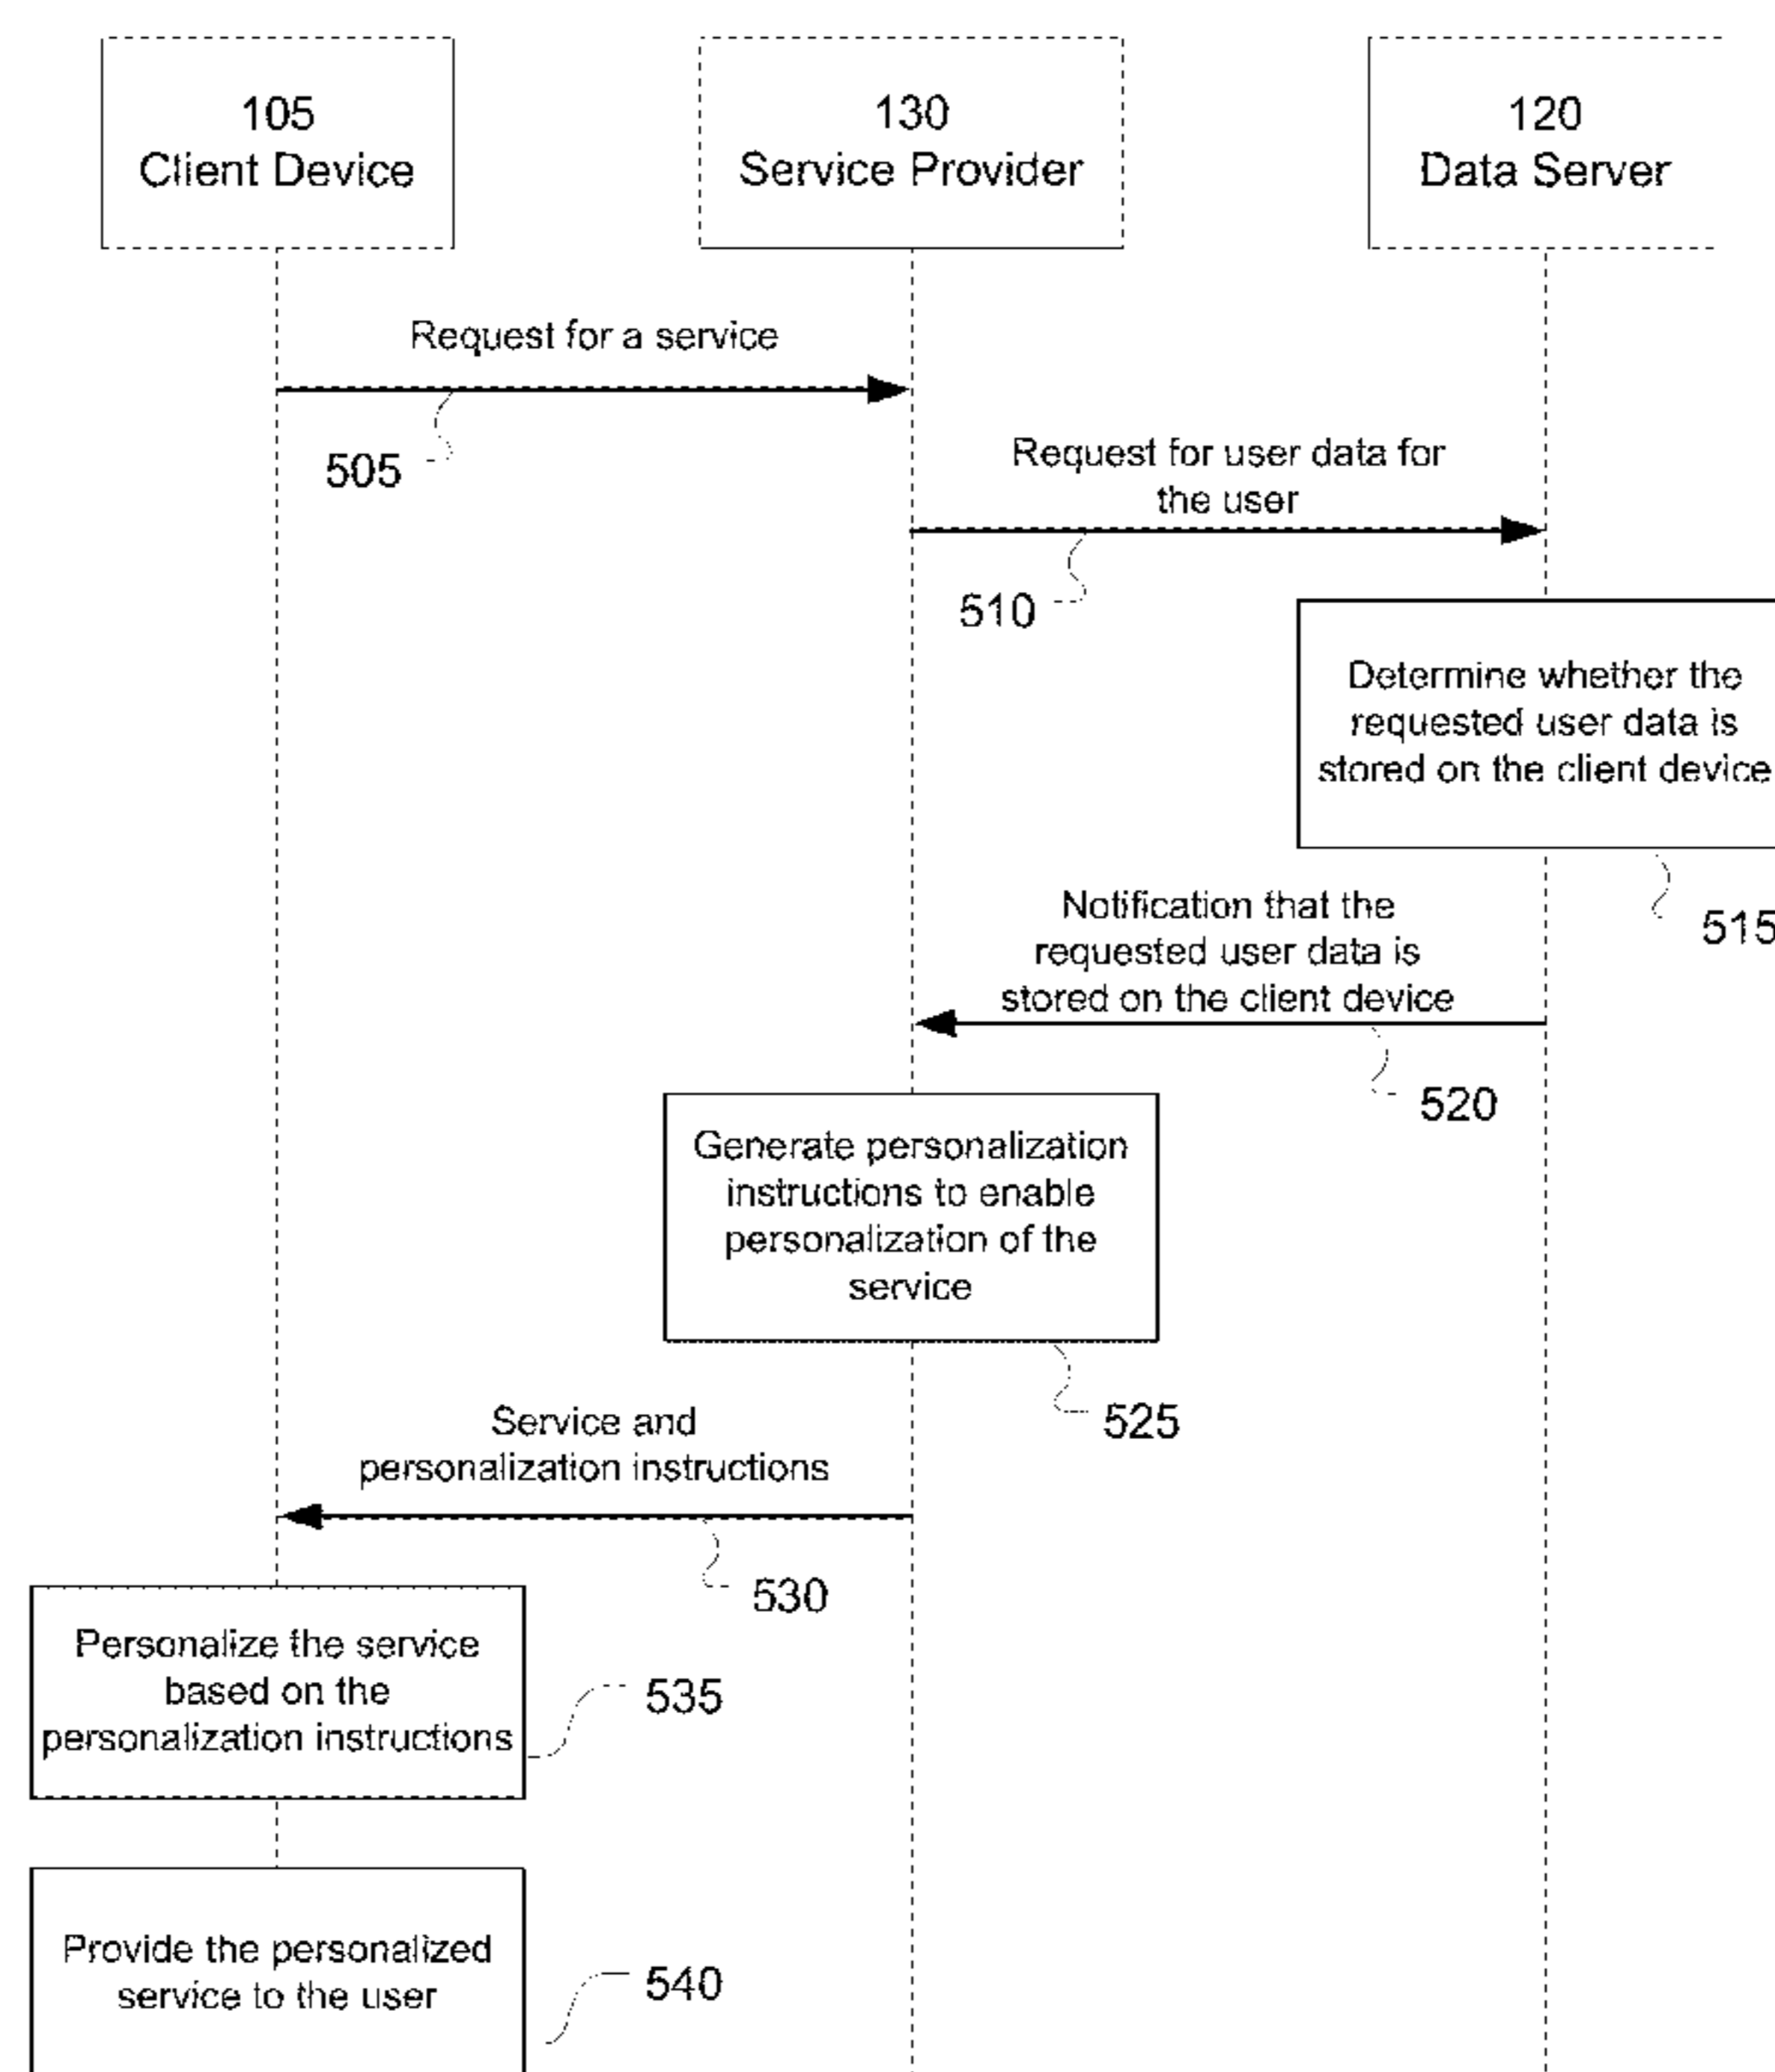 105
Client Device
130
Service Provider
120
Data Server
Request for a service
505
Request for user data for
the user
510
Determine whether the
requested user data is
stored on the client device
515
Notification that the
requested user data is
stored on the client device
520
Generate personalization
instructions to enable
personalization of the
service
525
Service and
personalization instructions
530
Personalize the service
based on the
personalization instructions
535
Provide the personalized
service to the user
540